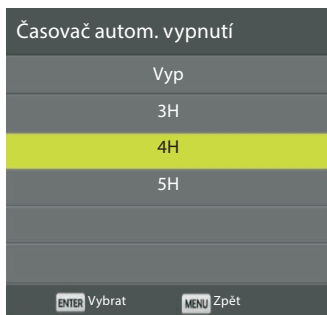 Časovač autom. vypnutí
Vyp
3H
4H
5H
ENTER Vybrat MENU Zpět